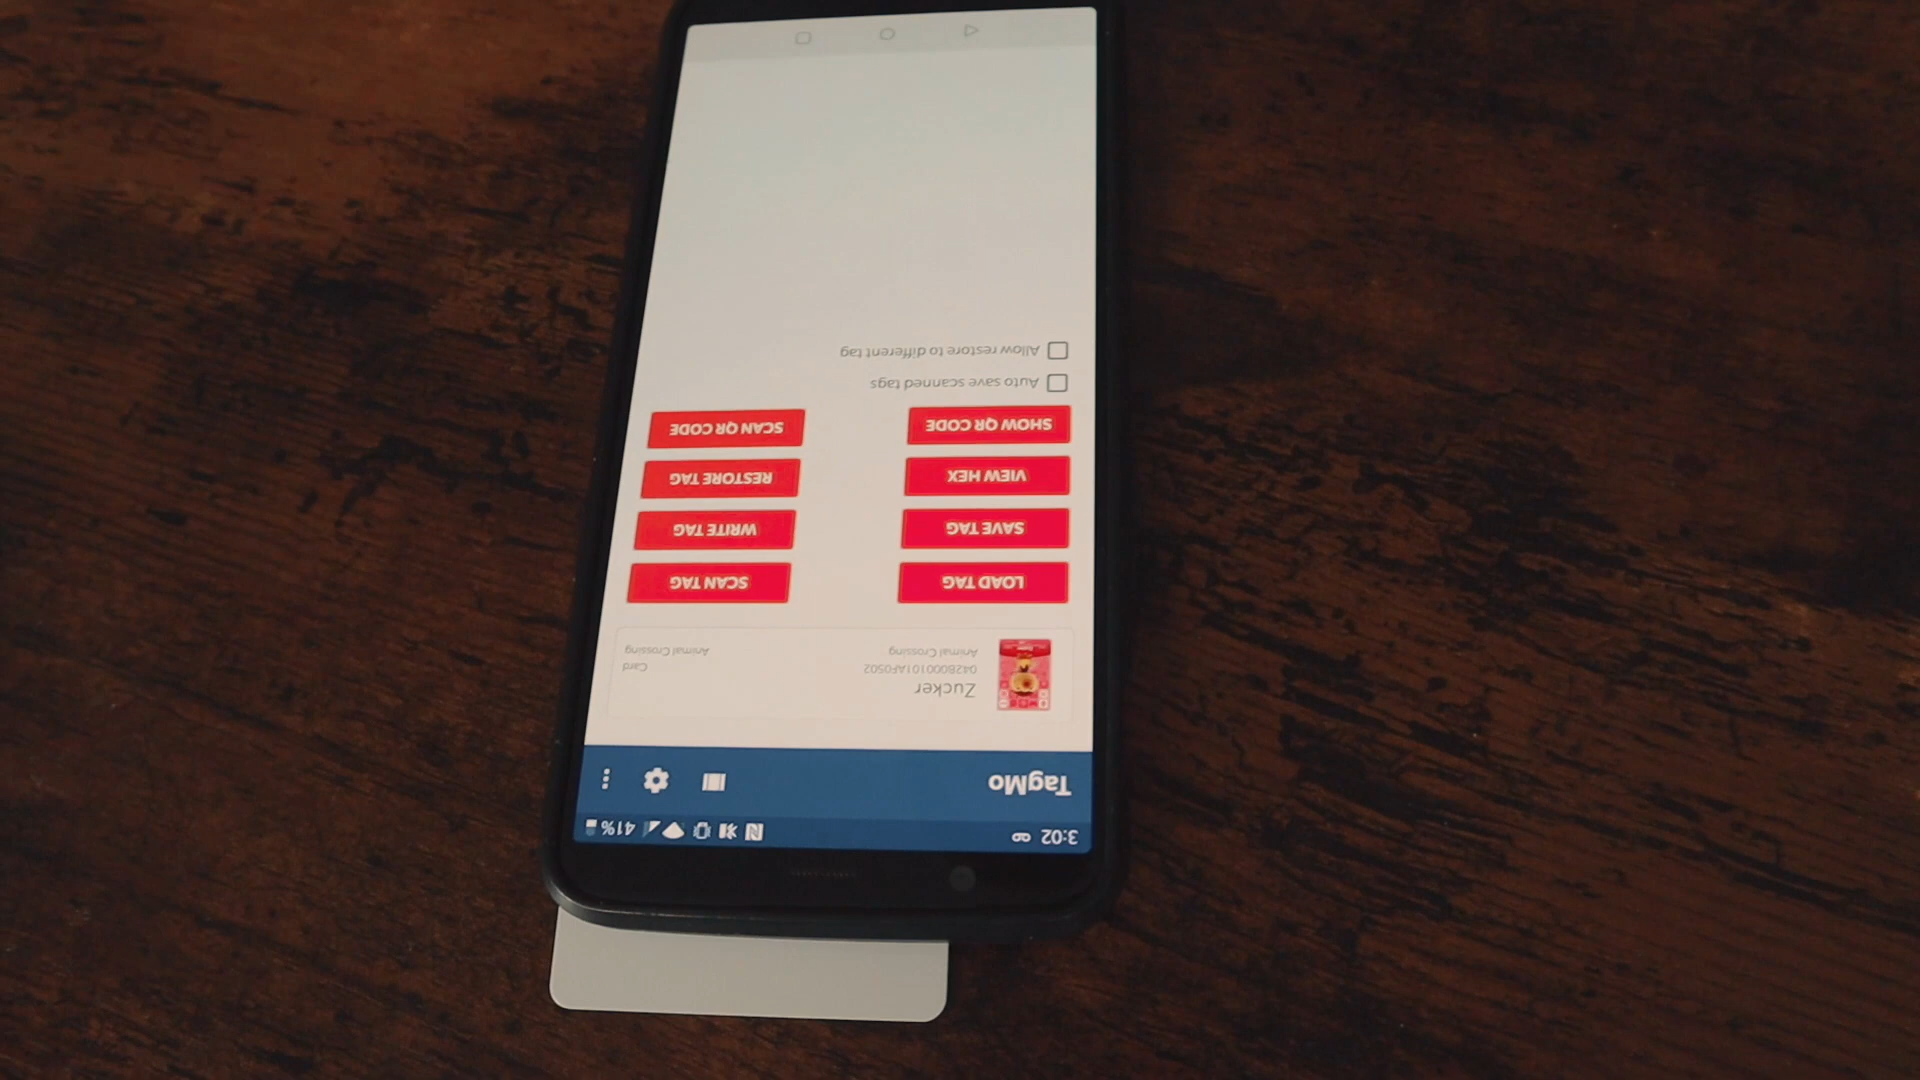 3:02 41%
TagMo
Zucker
042B000101AF0502 Card
Animal Crossing Animal Crossing
LOAD TAG SCAN TAG
SAVE TAG WRITE TAG
VIEW HEX RESTORE TAG
SHOW QR CODE SCAN QR CODE
Auto save scanned tags
Allow restore to different tag